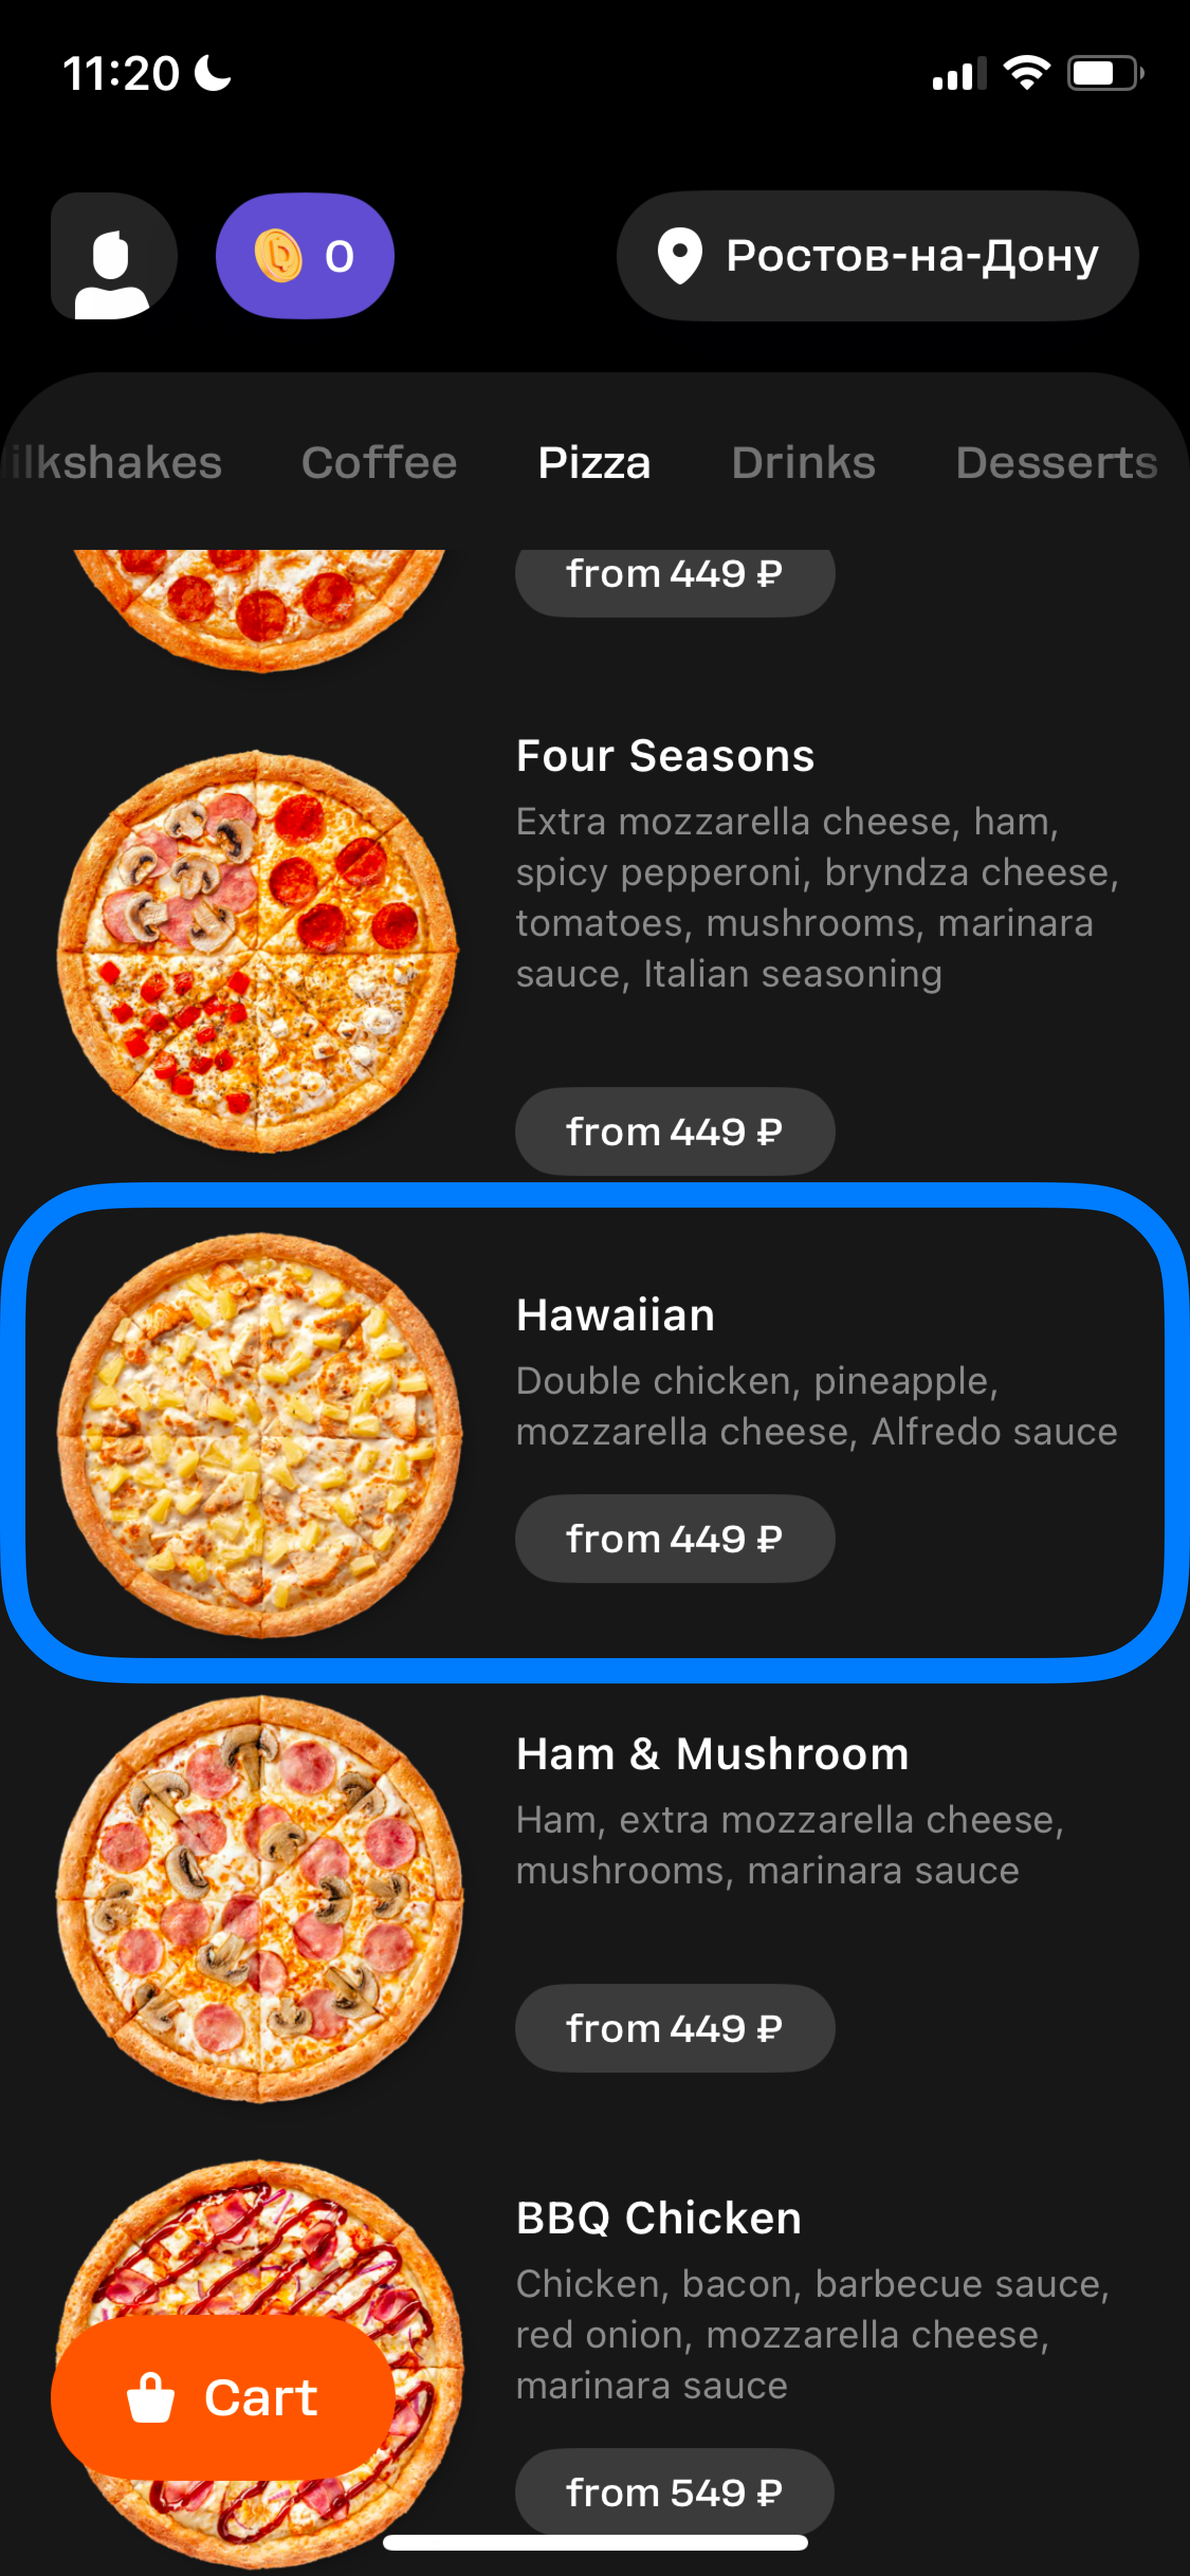 11:20
0
Ростов-на-Дону
ilkshakes Coffee Pizza Drinks Desserts
from 449 ₽
Four Seasons
Extra mozzarella cheese, ham,
spicy pepperoni, bryndza cheese,
tomatoes, mushrooms, marinara
sauce, Italian seasoning
from 449 ₽
Hawaiian
Double chicken, pineapple,
mozzarella cheese, Alfredo sauce
from 449 ₽
Ham & Mushroom
Ham, extra mozzarella cheese,
mushrooms, marinara sauce
from 449 ₽
BBQ Chicken
Chicken, bacon, barbecue sauce,
red onion, mozzarella cheese,
marinara sauce
Cart
from 549 ₽